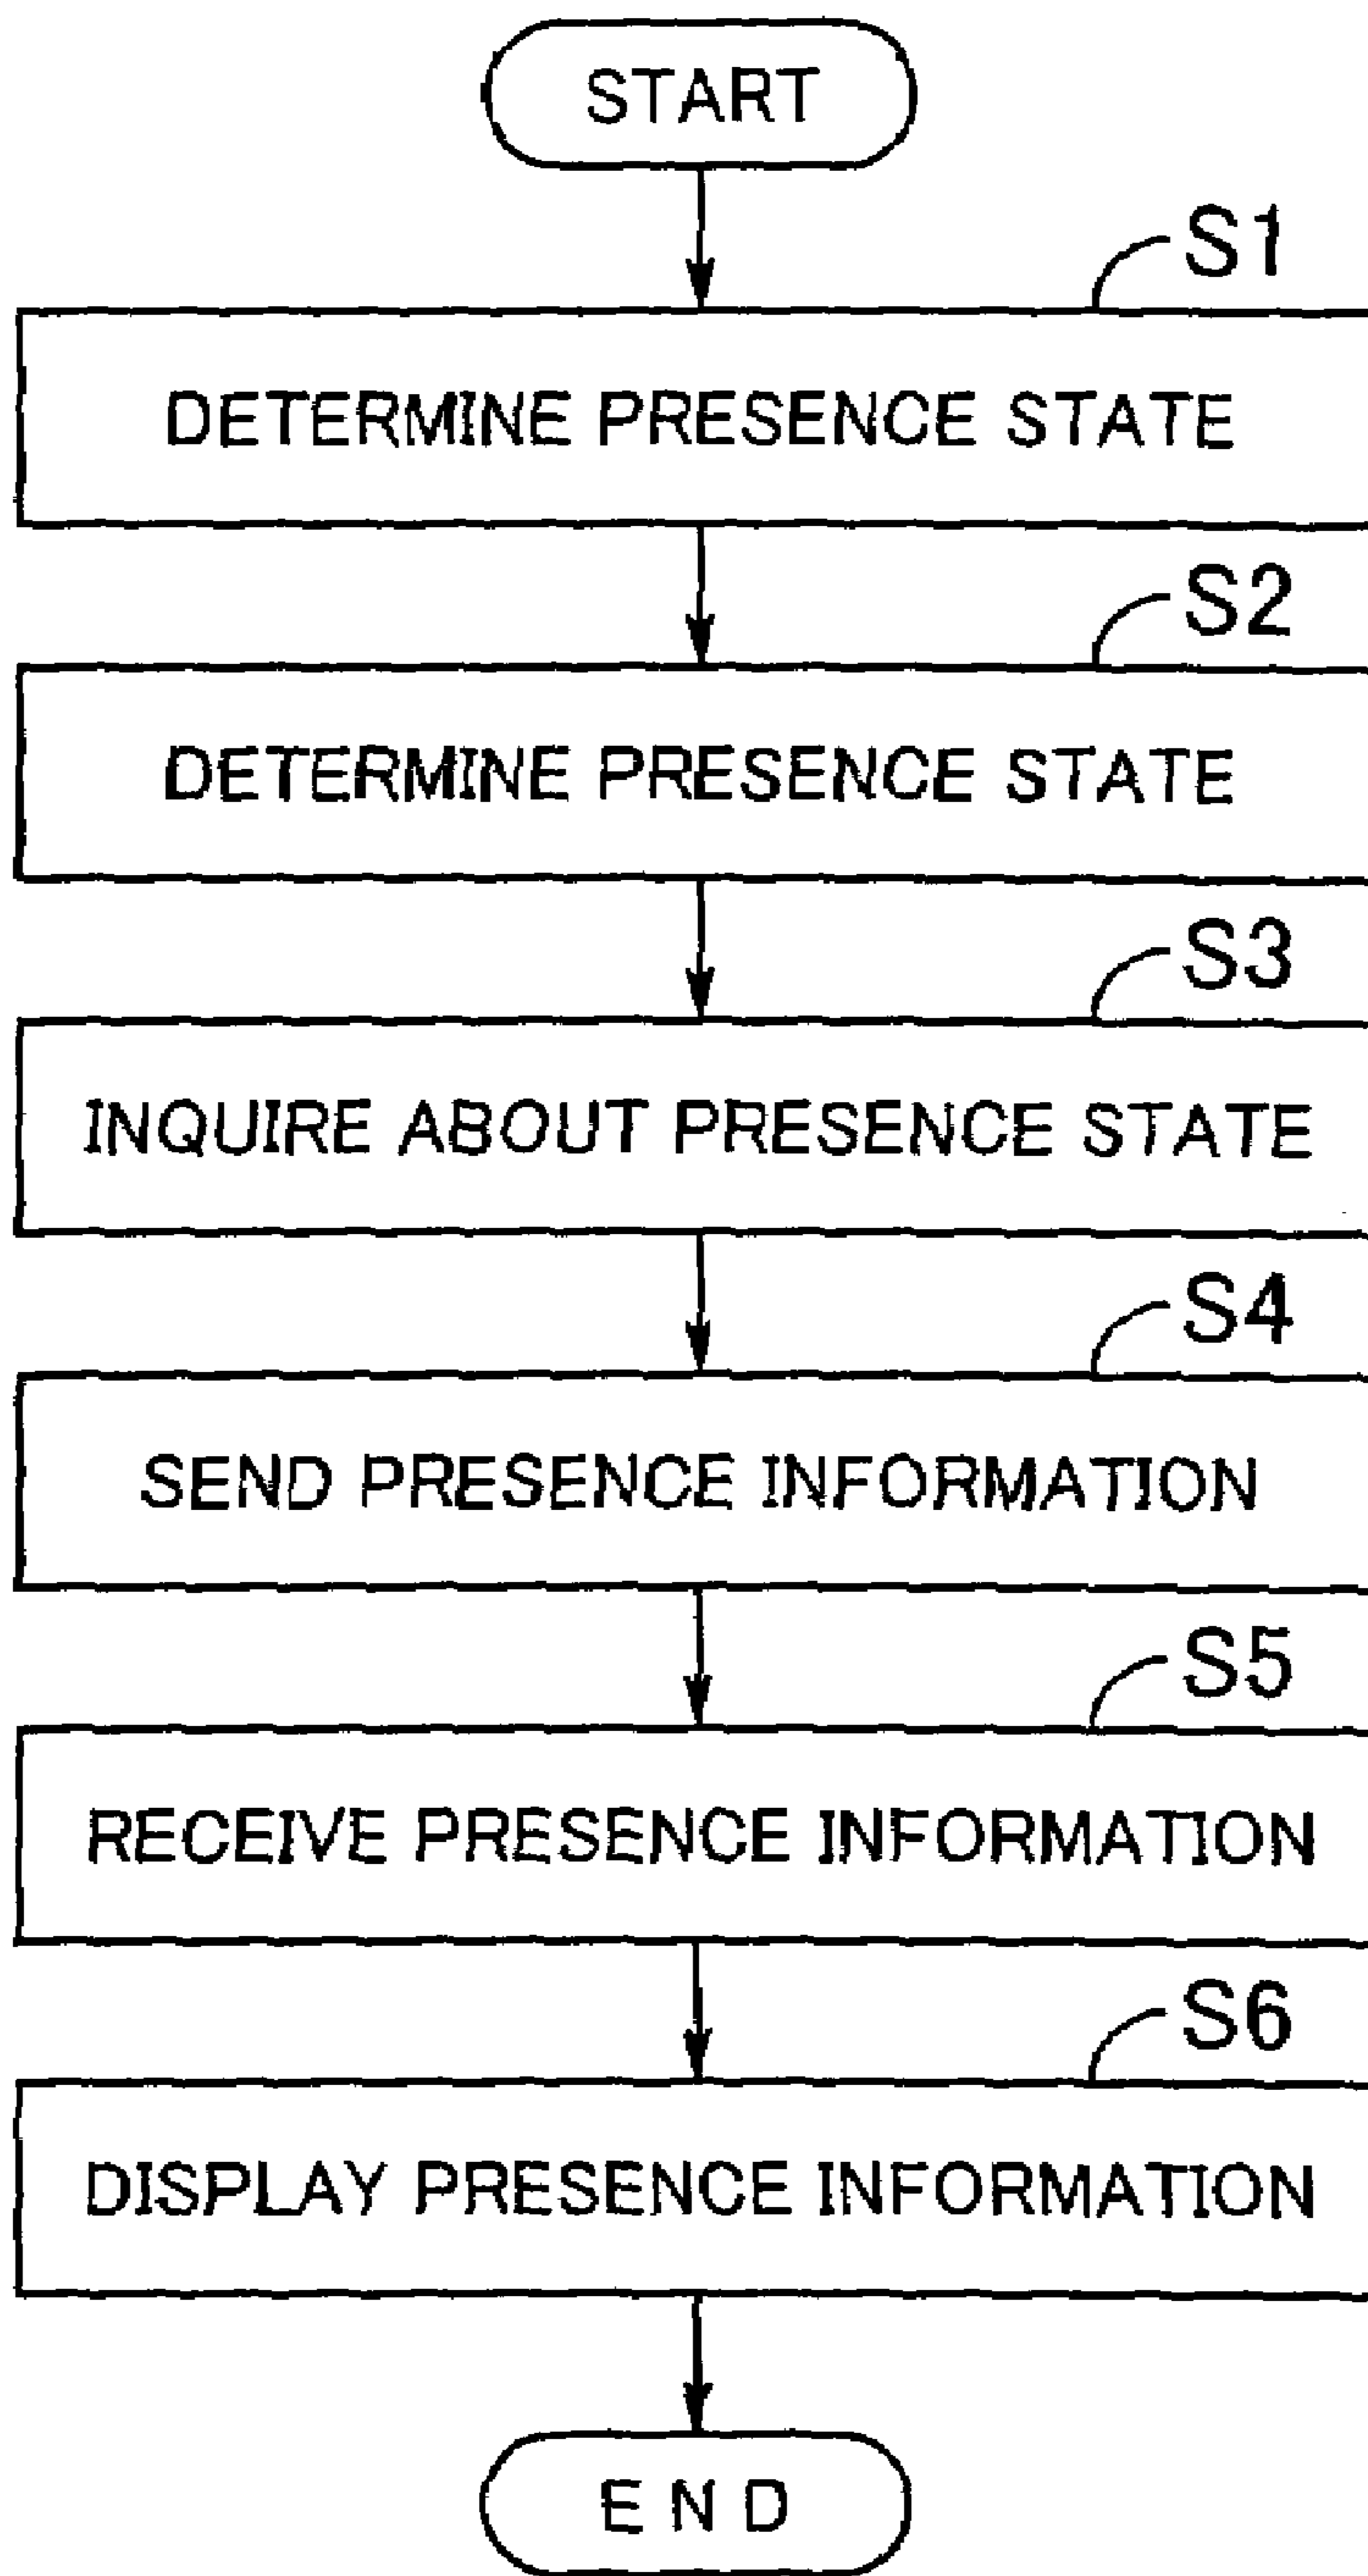 START
S1
DETERMINE PRESENCE STATE
S2
DETERMINE PRESENCE STATE
S3
INQUIRE ABOUT PRESENCE STATE
S4
SEND PRESENCE INFORMATION
S5
RECEIVE PRESENCE INFORMATION
S6
DISPLAY PRESENCE INFORMATION
END